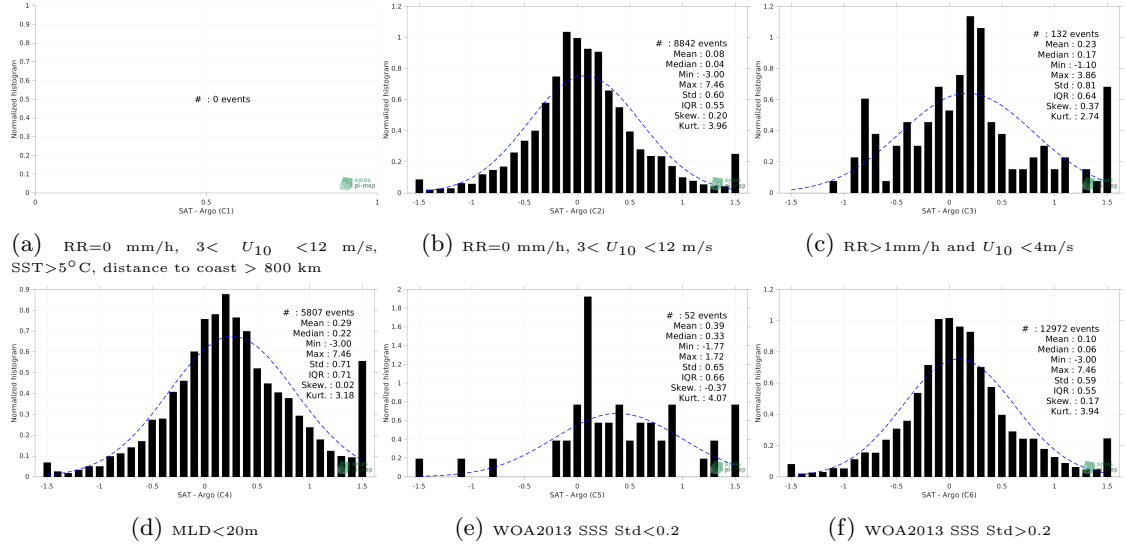 Normalized histogram
1
0.9
0.8
0.7
0.6
0.5
0.4
0.3
0.2
0.1
0
# : 0 events
smos
pi-mep
0 0.5 1
SAT - Argo (C1)
(a) RR=0 mm/h, 3< U10 <12 m/s,
SST>5°C, distance to coast > 800 km
Normalized histogram
1.2
1
0.8
0.6
0.4
0.2
0
# : 8842 events
Mean : 0.08
Median : 0.04
Min : -3.00
Max : 7.46
Std : 0.60
IQR : 0.55
Skew. : 0.20
Kurt. : 3.96
pi-mep
-1.5 -1 -0.5 0 0.5 1 1.5
SAT - Argo (C2)
(b) RR=0 mm/h, 3< U10 <12 m/s
Normalized histogram
1.2
1
0.8
0.6
0.4
0.2
0
# : 132 events
Mean : 0.23
Median : 0.17
Min : -1.10
Max : 3.86
Std : 0.81
IQR : 0.64
Skew. : 0.37
Kurt. : 2.74
pi-mep
-1.5 -1 -0.5 0 0.5 1 1.5
SAT - Argo (C3)
(c) RR>1mm/h and U10 <4m/s
Normalized histogram
0.9
0.8
0.7
0.6
0.5
0.4
0.3
0.2
0.1
0
# : 5807 events
Mean : 0.29
Median : 0.22
Min : -3.00
Max : 7.46
Std : 0.71
IQR : 0.71
Skew. : 0.02
Kurt. : 3.18
pi-mep
-1.5 -1 -0.5 0 0.5 1 1.5
SAT - Argo (C4)
(d) MLD<20m
Normalized histogram
2
1.8
1.6
1.4
1.2
1
0.8
0.6
0.4
0.2
0
# : 52 events
Mean : 0.39
Median : 0.33
Min : -1.77
Max : 1.72
Std : 0.65
IQR : 0.66
Skew. : -0.37
Kurt. : 4.07
pi-mep
-1.5 -1 -0.5 0 0.5 1 1.5
SAT - Argo (C5)
(e) WOA2013 SSS Std<0.2
Normalized histogram
1.2
1
0.8
0.6
0.4
0.2
0
# : 12972 events
Mean : 0.10
Median : 0.06
Min : -3.00
Max : 7.46
Std : 0.59
IQR : 0.55
Skew. : 0.17
Kurt. : 3.94
pi-mep
-1.5 -1 -0.5 0 0.5 1 1.5
SAT - Argo (C6)
(f) WOA2013 SSS Std>0.2